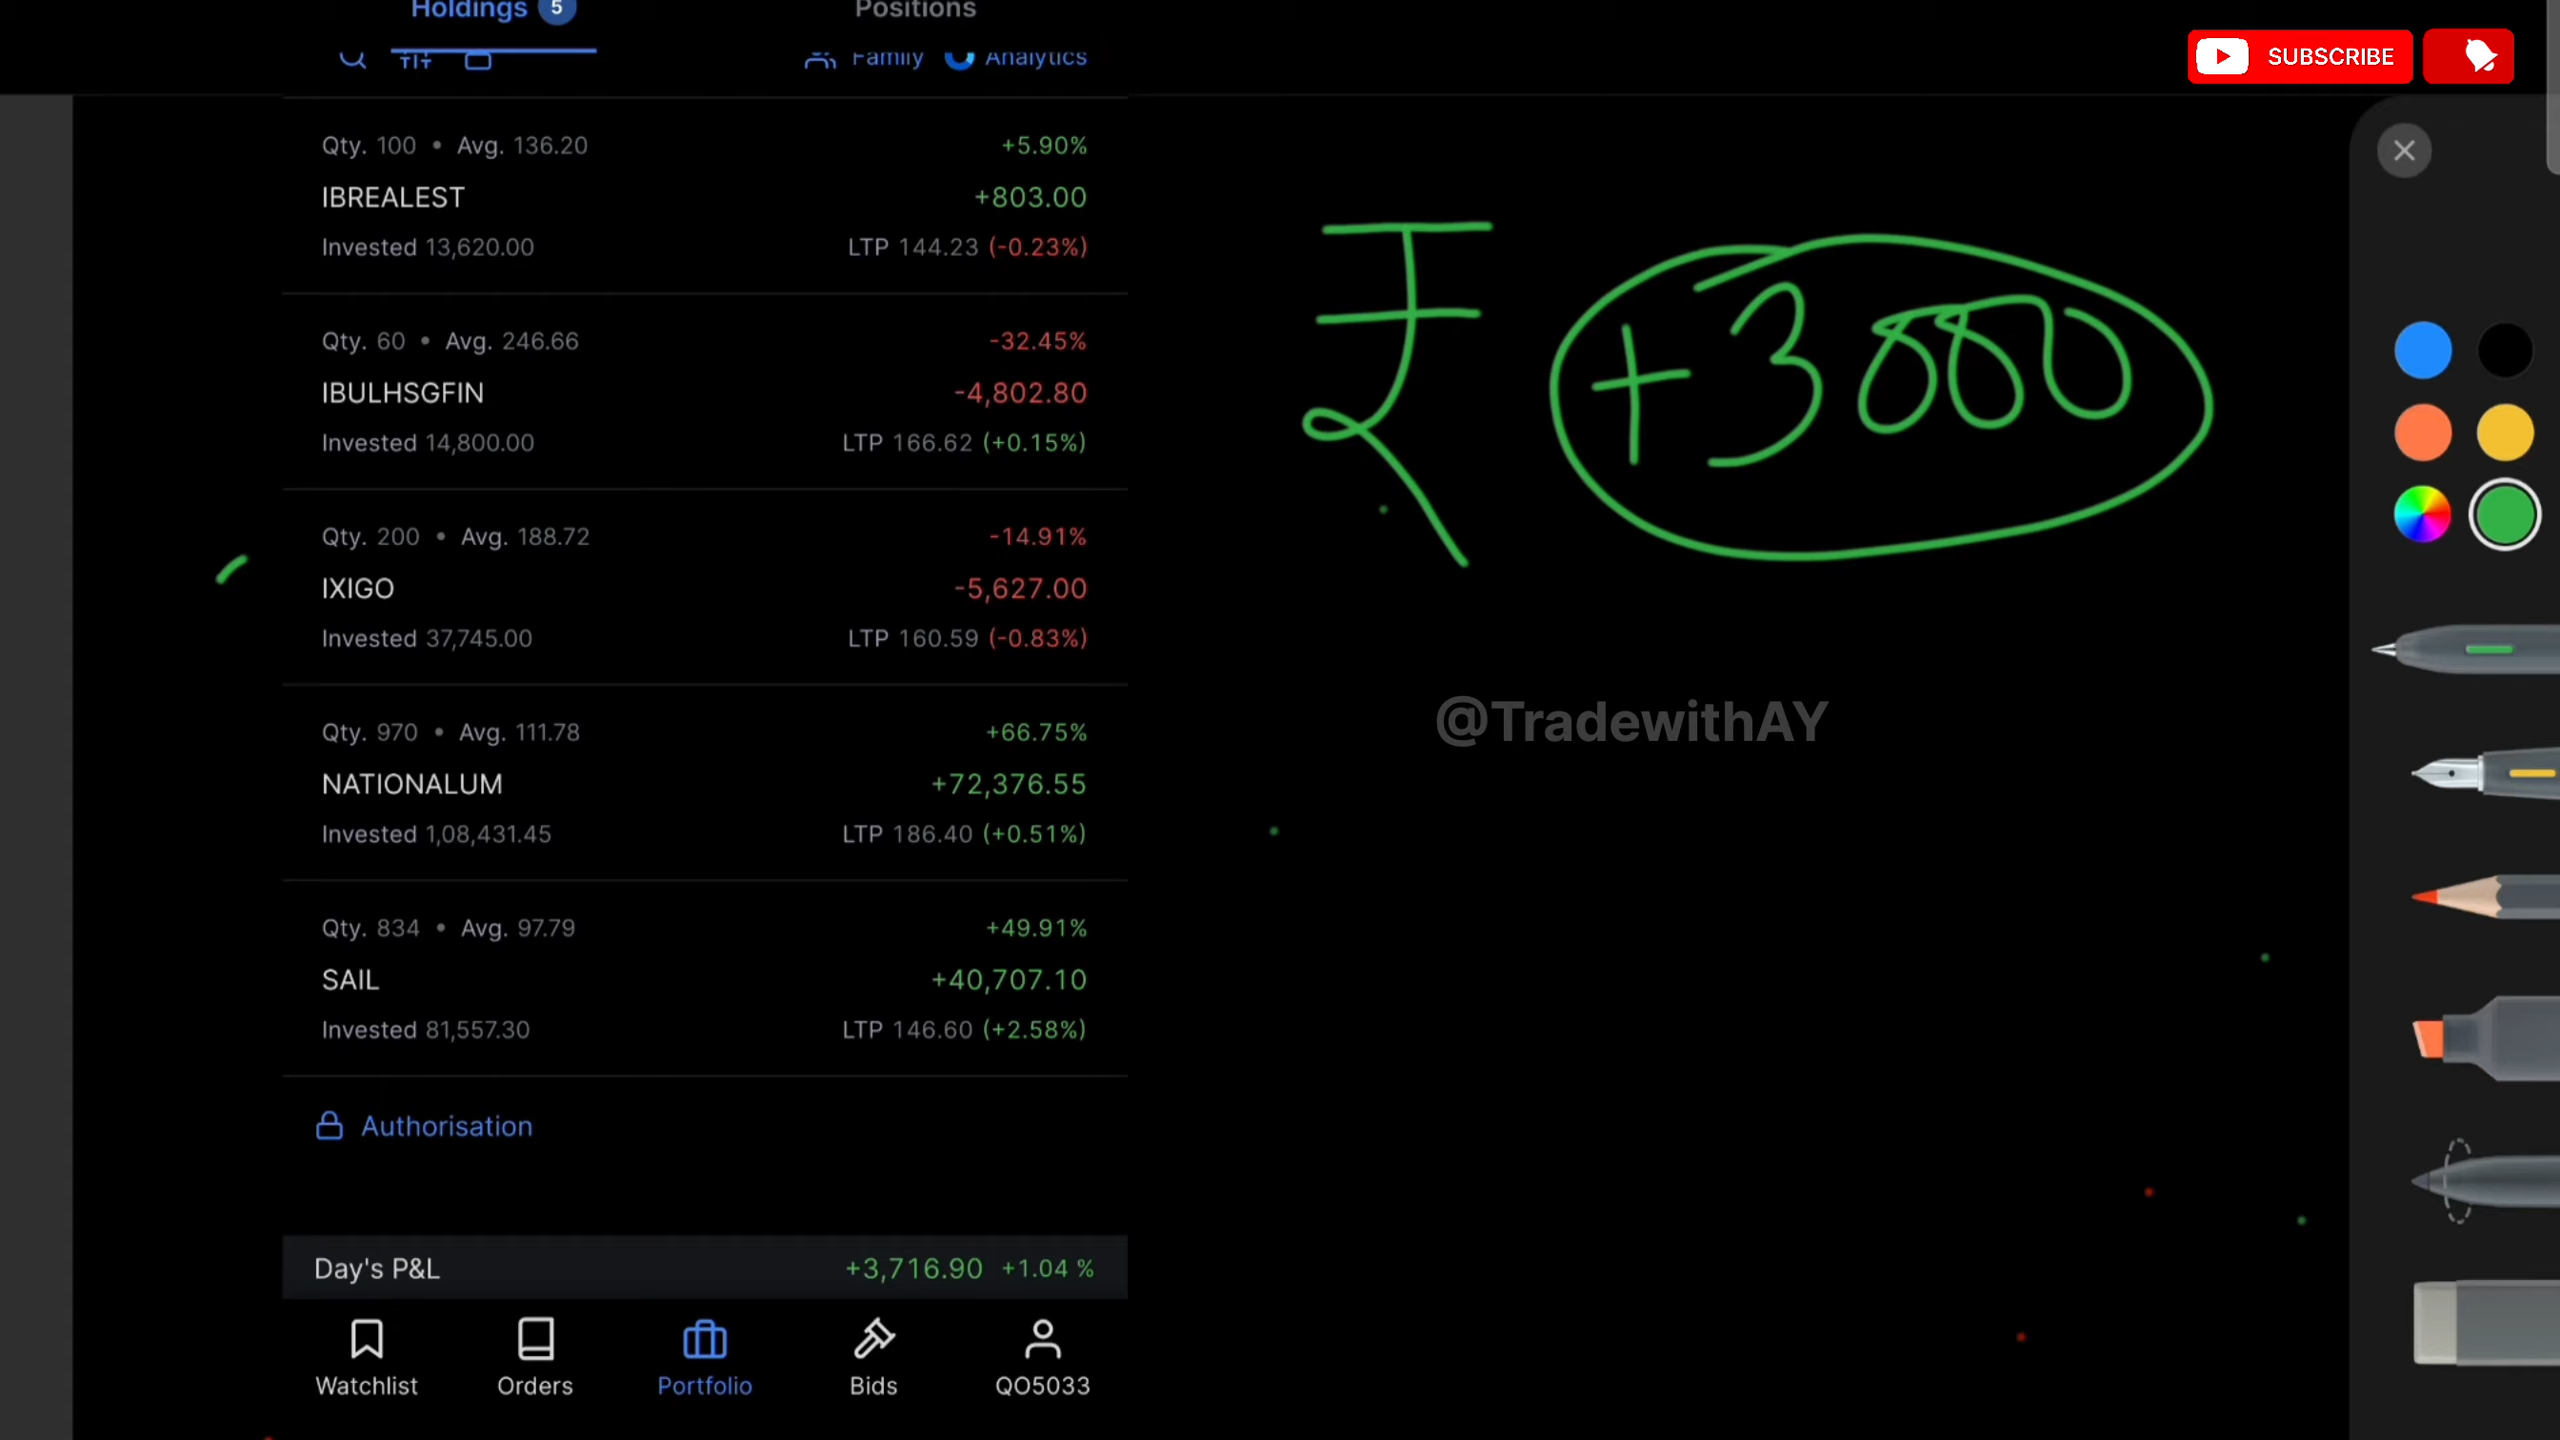 Holdings 5 Positions
Family Analytics
SUBSCRIBE
Qty. 100 • Avg. 136.20 +5.90%
IBREALEST +803.00
Invested 13,620.00 LTP 144.23 (-0.23%)
Qty. 60 • Avg. 246.66 -32.45%
IBULHSGFIN -4,802.80
Invested 14,800.00 LTP 166.62 (+0.15%)
Qty. 200 • Avg. 188.72 -14.91%
IXIGO -5,627.00
Invested 37,745.00 LTP 160.59 (-0.83%)
Qty. 970 • Avg. 111.78 +66.75%
NATIONALUM +72,376.55
Invested 1,08,431.45 LTP 186.40 (+0.51%)
Qty. 834 • Avg. 97.79 +49.91%
SAIL +40,707.10
Invested 81,557.30 LTP 146.60 (+2.58%)
Authorisation
Day's P&L +3,716.90 +1.04 %
Watchlist Orders Portfolio Bids QO5033
₹ +3000
@TradewithAY